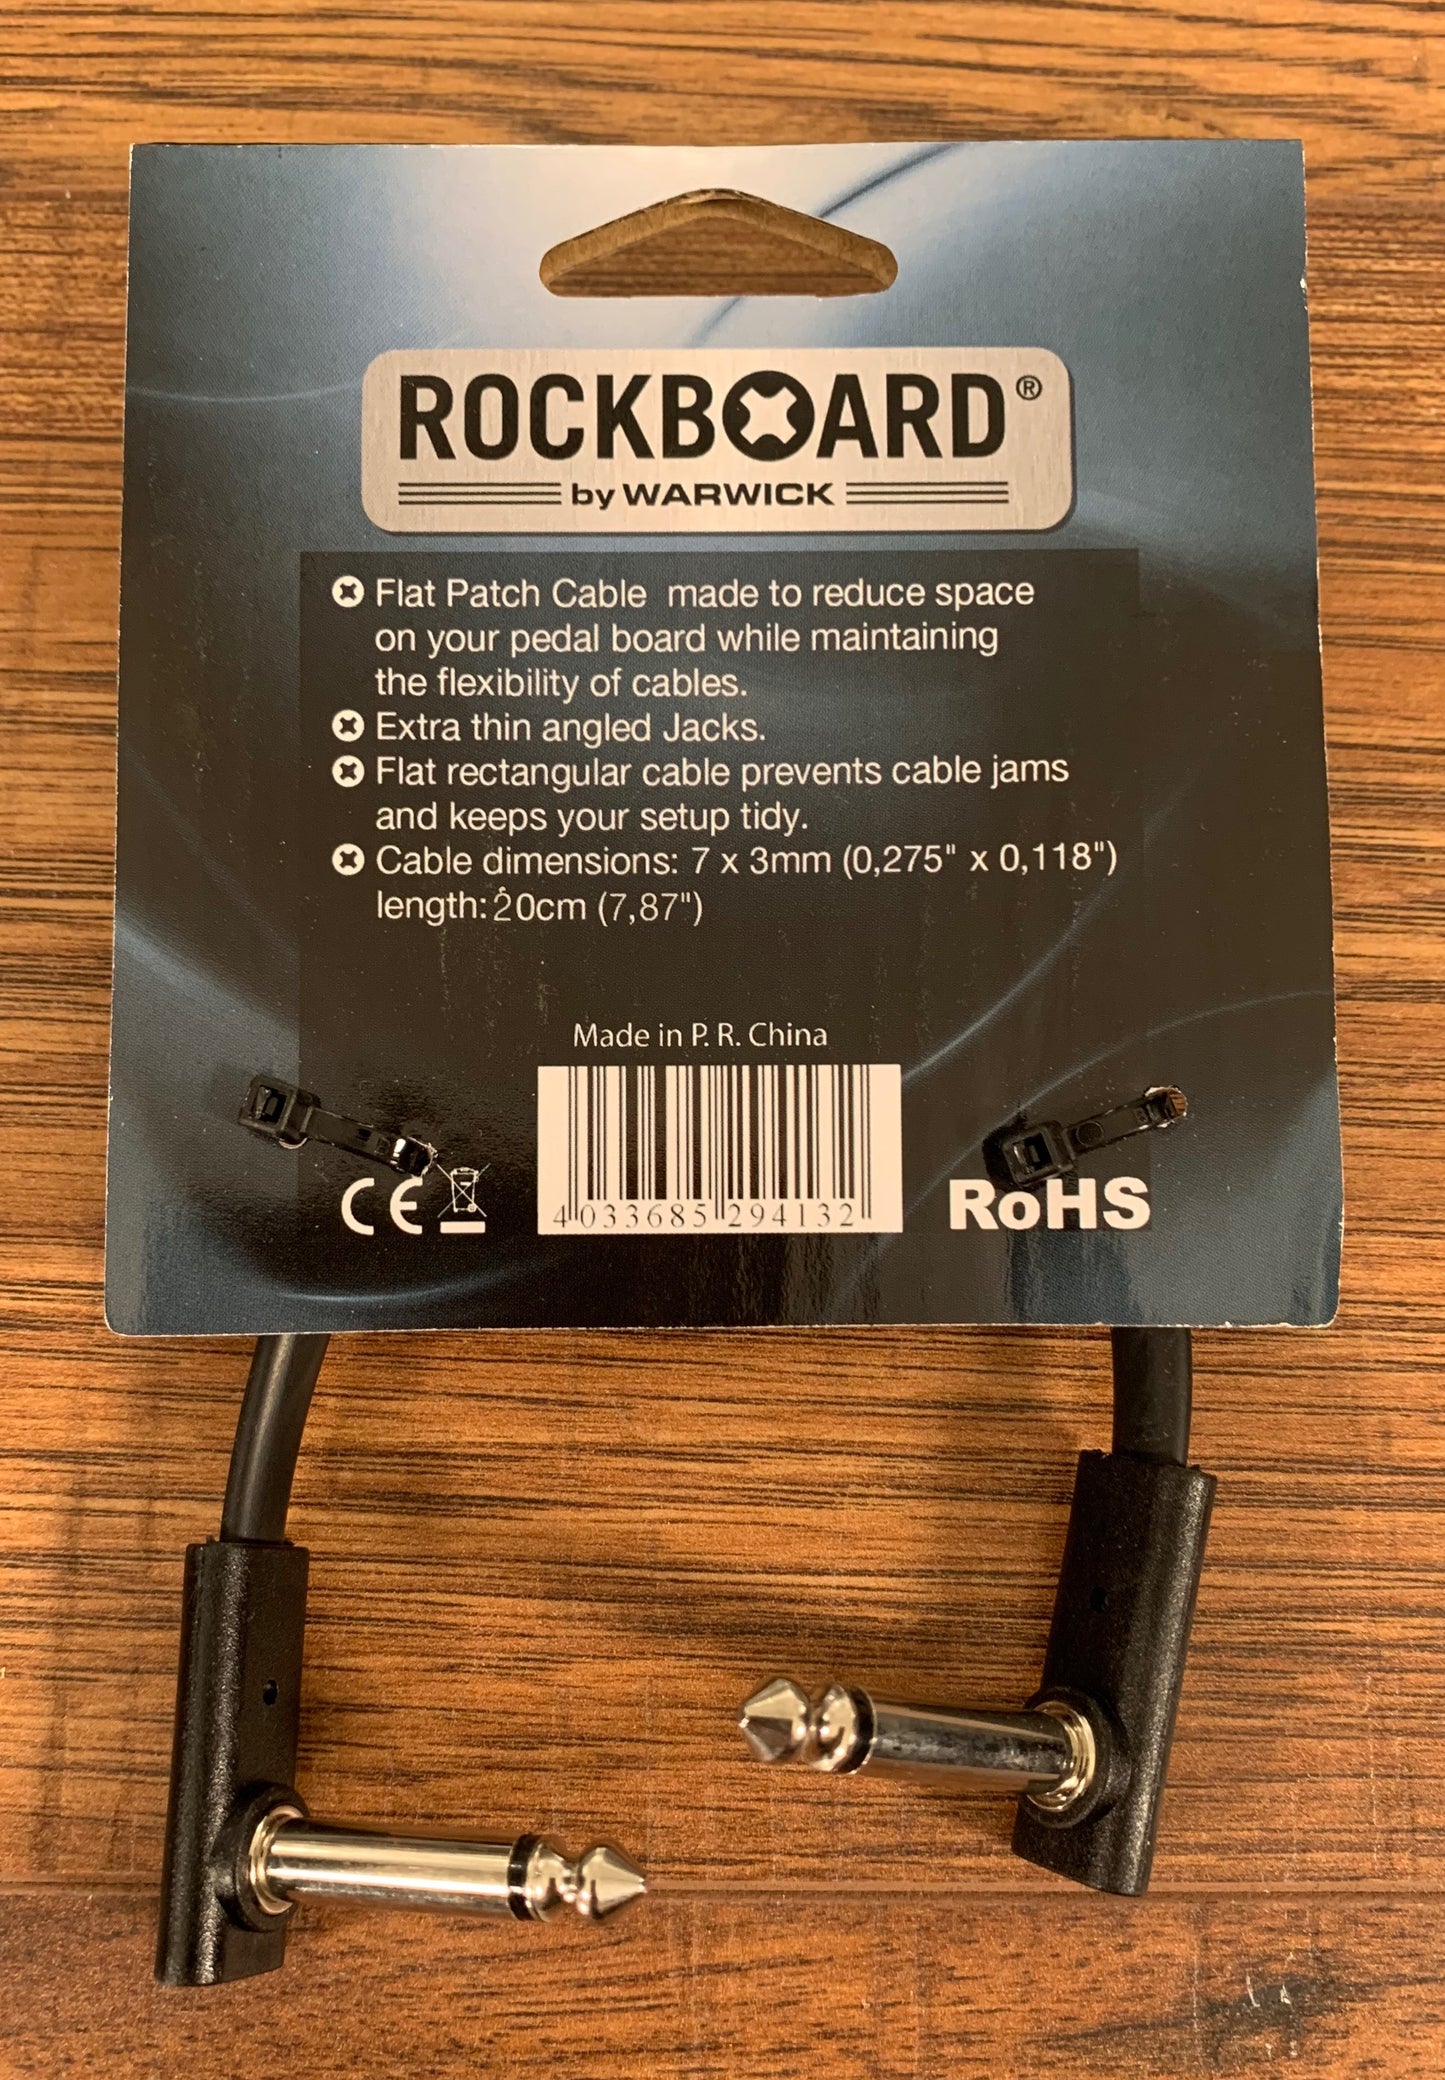 ROCKBOARD®
by WARWICK
Flat Patch Cable made to reduce space
on your pedal board while maintaining
the flexibility of cables.
Extra thin angled Jacks.
Flat rectangular cable prevents cable jams
and keeps your setup tidy.
Cable dimensions: 7 x 3mm (0,275" x 0,118")
length: 20cm (7,87")
Made in P. R. China
4 033685 294132
CE
RoHS